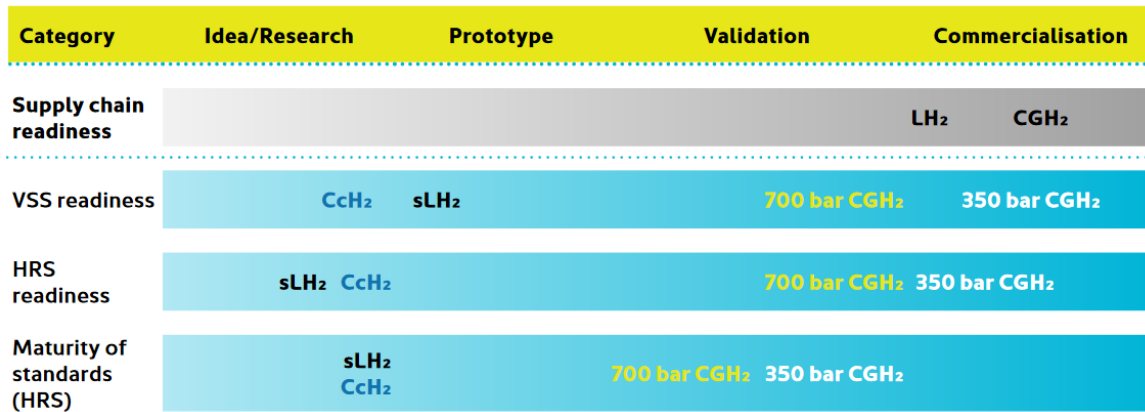 Category Idea/Research Prototype Validation Commercialisation
Supply chain
readiness
LH₂ CGH₂
VSS readiness CcH₂ sLH₂ 700 bar CGH₂ 350 bar CGH₂
HRS
readiness
sLH₂ CcH₂ 700 bar CGH₂ 350 bar CGH₂
Maturity of
standards
(HRS)
sLH₂
CcH₂
700 bar CGH₂ 350 bar CGH₂